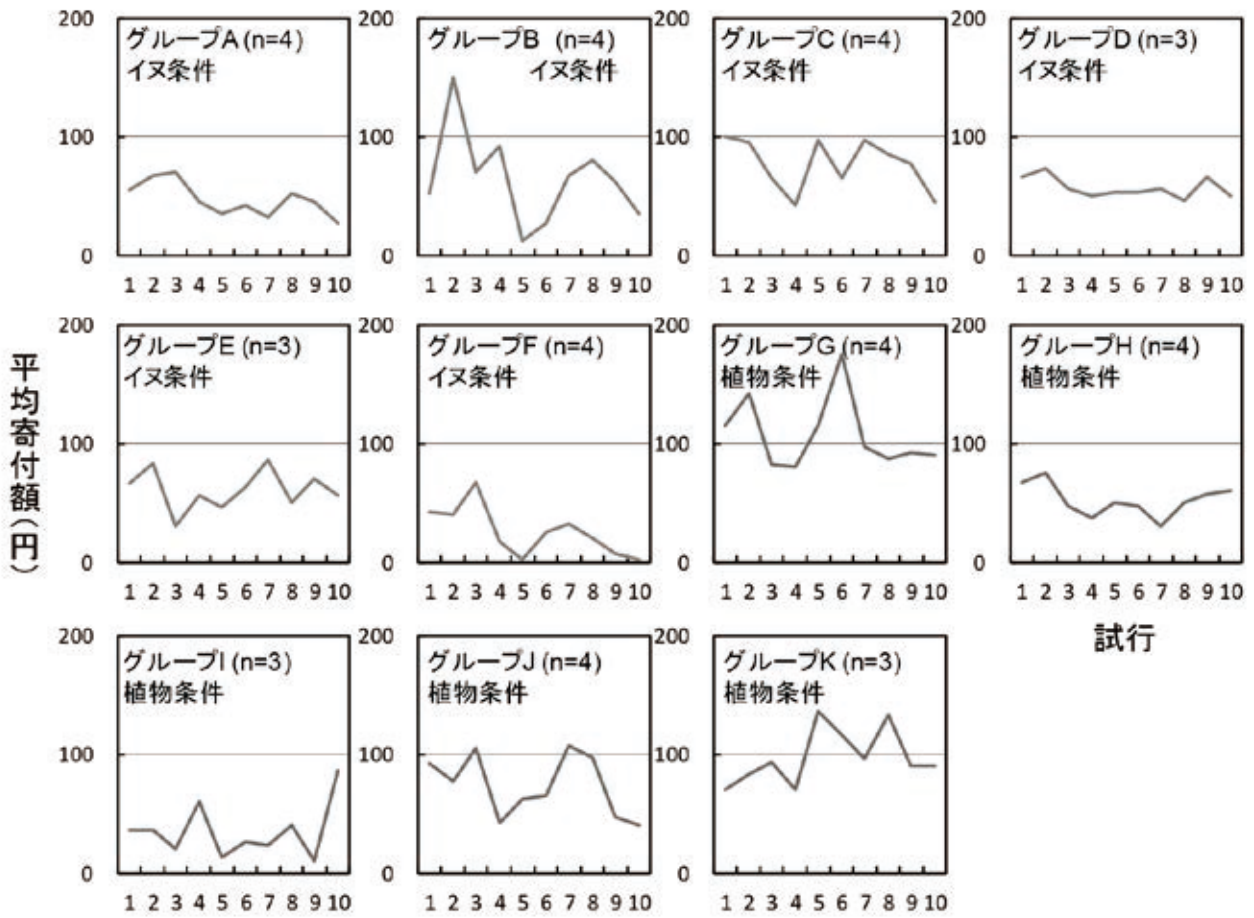 平均寄付額(円)
200
100
0
グループA (n=4)
イヌ条件
1 2 3 4 5 6 7 8 9 10
200
100
0
グループB (n=4)
イヌ条件
1 2 3 4 5 6 7 8 9 10
200
100
0
グループC (n=4)
イヌ条件
1 2 3 4 5 6 7 8 9 10
200
100
0
グループD (n=3)
イヌ条件
1 2 3 4 5 6 7 8 9 10
200
100
0
グループE (n=3)
イヌ条件
1 2 3 4 5 6 7 8 9 10
200
100
0
グループF (n=4)
イヌ条件
1 2 3 4 5 6 7 8 9 10
200
100
0
グループG (n=4)
植物条件
1 2 3 4 5 6 7 8 9 10
200
100
0
グループH (n=4)
植物条件
1 2 3 4 5 6 7 8 9 10
試行
200
100
0
グループI (n=3)
植物条件
1 2 3 4 5 6 7 8 9 10
200
100
0
グループJ (n=4)
植物条件
1 2 3 4 5 6 7 8 9 10
200
100
0
グループK (n=3)
植物条件
1 2 3 4 5 6 7 8 9 10